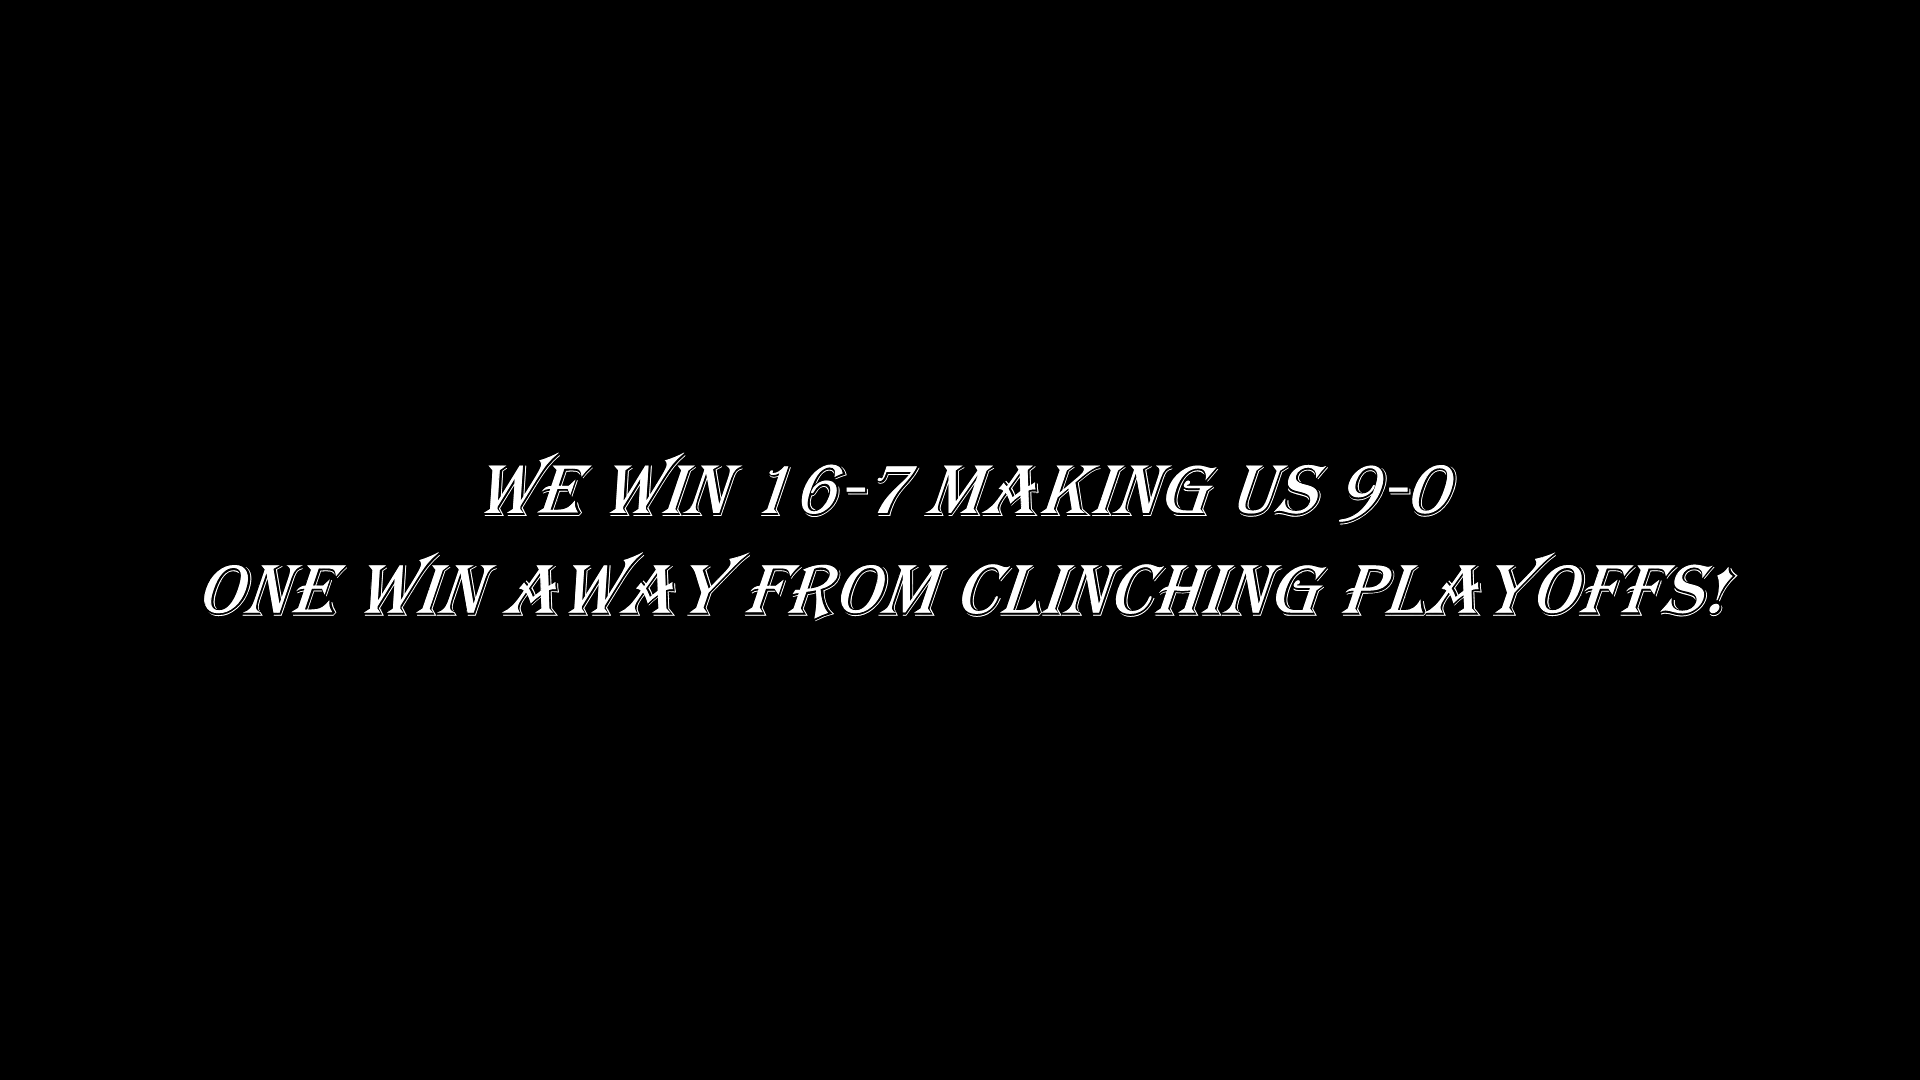 WE WIN 16-7 MAKING US 9-0
ONE WIN AWAY FROM CLINCHING PLAYOFFS!